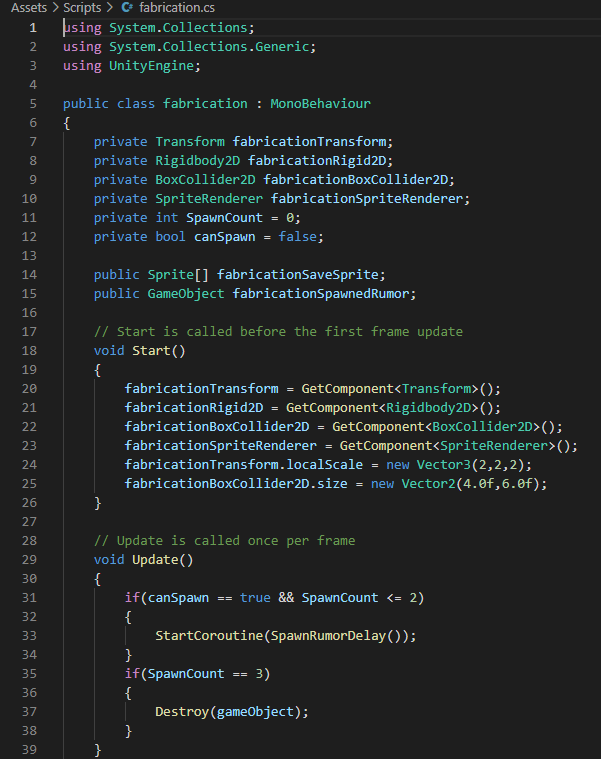 Assets > Scripts > fabrication.cs
1 using System.Collections;
2 using System.Collections.Generic;
3 using UnityEngine;
4
5 public class fabrication : MonoBehaviour
6 {
7     private Transform fabricationTransform;
8     private Rigidbody2D fabricationRigid2D;
9     private BoxCollider2D fabricationBoxCollider2D;
10     private SpriteRenderer fabricationSpriteRenderer;
11     private int SpawnCount = 0;
12     private bool canSpawn = false;
13
14     public Sprite[] fabricationSaveSprite;
15     public GameObject fabricationSpawnedRumor;
16
17     // Start is called before the first frame update
18     void Start()
19     {
20         fabricationTransform = GetComponent<Transform>();
21         fabricationRigid2D = GetComponent<Rigidbody2D>();
22         fabricationBoxCollider2D = GetComponent<BoxCollider2D>();
23         fabricationSpriteRenderer = GetComponent<SpriteRenderer>();
24         fabricationTransform.localScale = new Vector3(2,2,2);
25         fabricationBoxCollider2D.size = new Vector2(4.0f,6.0f);
26     }
27
28     // Update is called once per frame
29     void Update()
30     {
31         if(canSpawn == true && SpawnCount <= 2)
32         {
33             StartCoroutine(SpawnRumorDelay());
34         }
35         if(SpawnCount == 3)
36         {
37             Destroy(gameObject);
38         }
39     }